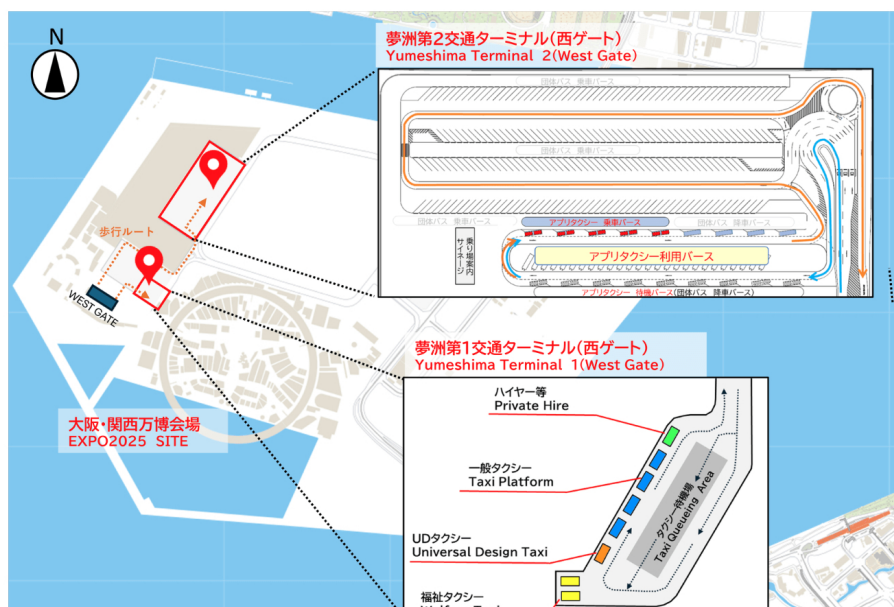 N
夢洲第2交通ターミナル(西ゲート)
Yumeshima Terminal 2(West Gate)
団体バス 乗車バース
団体バス 乗車バース
団体バス 乗車バース
アプリタクシー 乗車バース
団体バス 降車バース
乗り場案内
サイネージ
アプリタクシー利用バース
アプリタクシー 待機バース(団体バス 降車バース)
歩行ルート
WEST GATE
大阪・関西万博会場
EXPO2025 SITE
夢洲第1交通ターミナル(西ゲート)
Yumeshima Terminal 1(West Gate)
ハイヤー等
Private Hire
一般タクシー
Taxi Platform
タクシー待機場
Taxi Queueing Area
UDタクシー
Universal Design Taxi
福祉タクシー